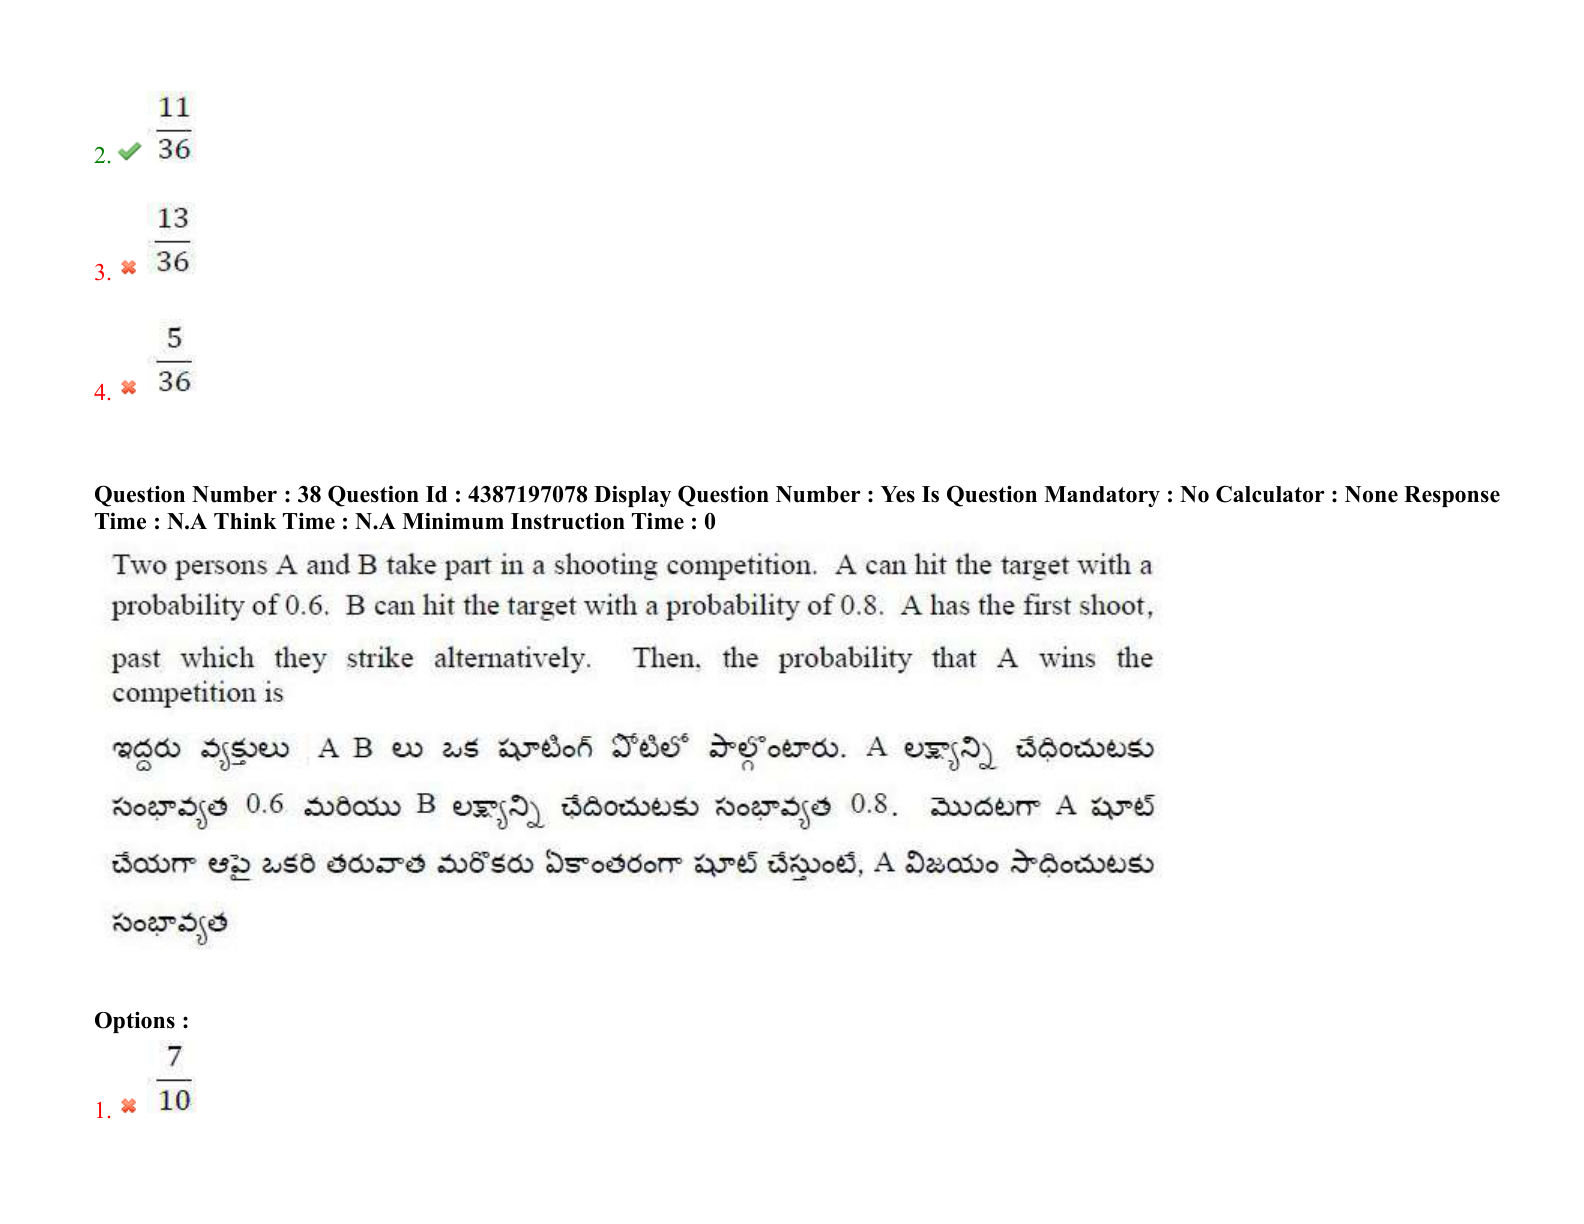 11
2. 36
13
3. 36
5
4. 36
Question Number : 38 Question Id : 4387197078 Display Question Number : Yes Is Question Mandatory : No Calculator : None Response
Time : N.A Think Time : N.A Minimum Instruction Time : 0
Two persons A and B take part in a shooting competition. A can hit the target with a
probability of 0.6. B can hit the target with a probability of 0.8. A has the first shoot,
past which they strike alternatively. Then, the probability that A wins the
competition is
ఇద్దరు వ్యక్తులు A B లు ఒక షూటింగ్ పోటిలో పాల్గొంటారు. A లక్ష్యాన్ని చేధించుటకు
సంభావ్యత 0.6 మరియు B లక్ష్యాన్ని ఛేదించుటకు సంభావ్యత 0.8. మొదటగా A షూట్
చేయగా ఆపై ఒకరి తరువాత మరొకరు ఏకాంతరంగా షూట్ చేస్తుంటే, A విజయం సాధించుటకు
సంభావ్యత
Options :
7
1. 10